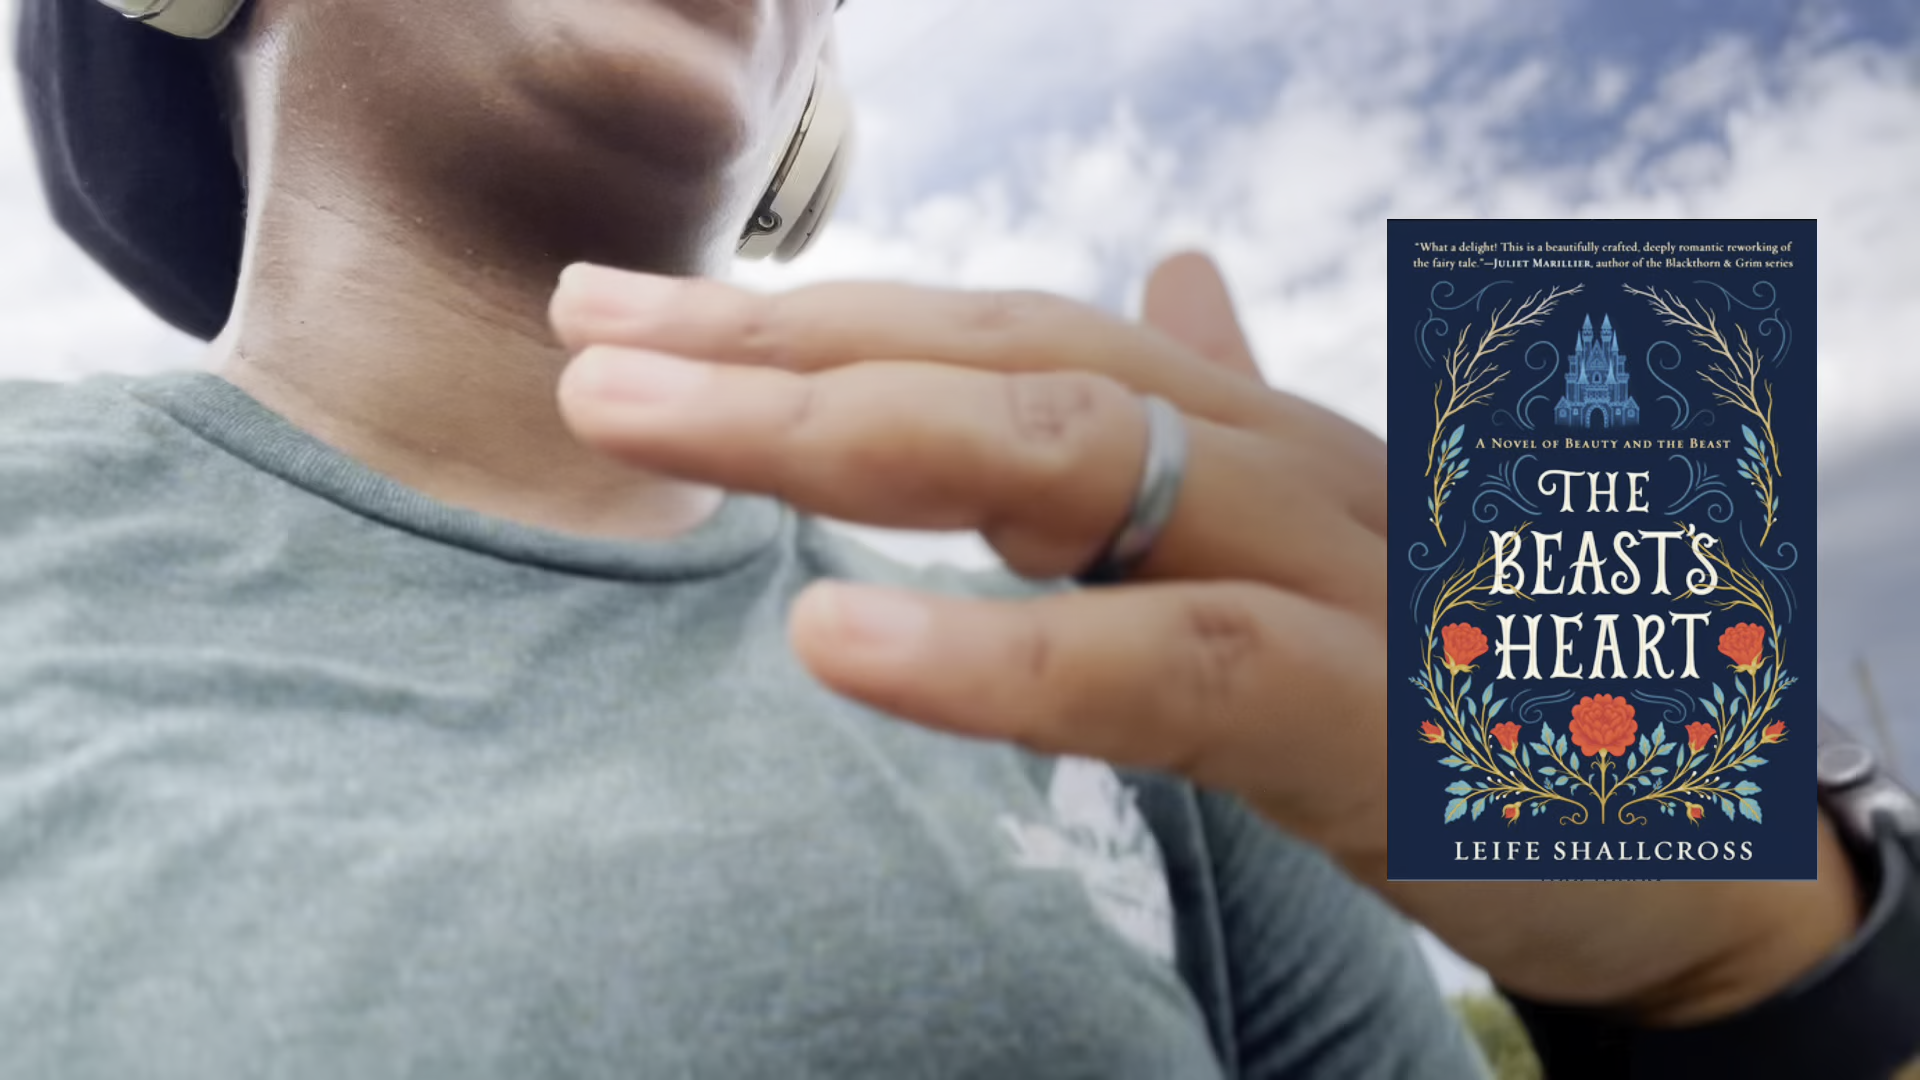 “What a delight! This is a beautifully crafted, deeply romantic reworking of
the fairy tale.”—JULIET MARILLIER, author of the Blackthorn & Grim series
A NOVEL OF BEAUTY AND THE BEAST
THE
BEAST’S
HEART
LEIFE SHALLCROSS